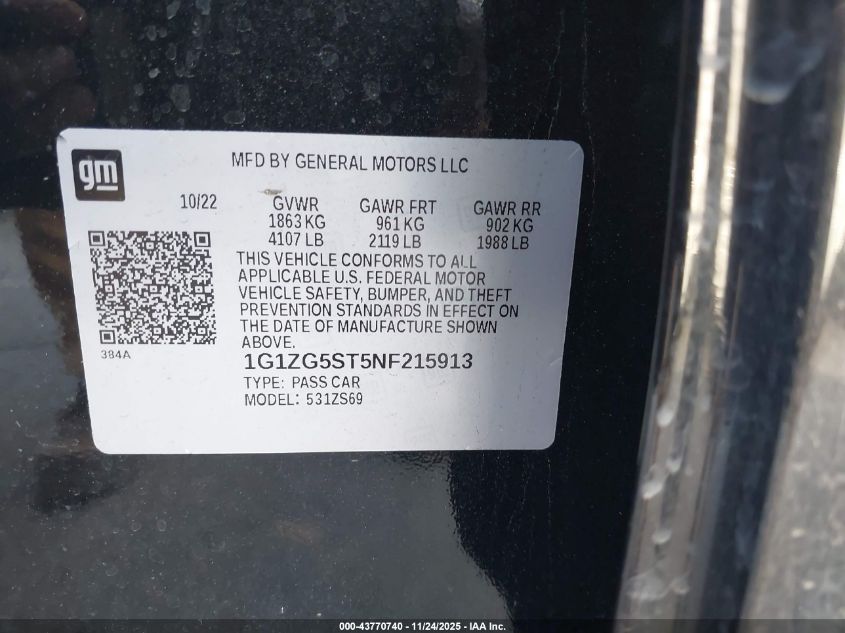 gm
MFD BY GENERAL MOTORS LLC
10/22
GVWR GAWR FRT GAWR RR
1863 KG 961 KG 902 KG
4107 LB 2119 LB 1988 LB
THIS VEHICLE CONFORMS TO ALL
APPLICABLE U.S. FEDERAL MOTOR
VEHICLE SAFETY, BUMPER, AND THEFT
PREVENTION STANDARDS IN EFFECT ON
THE DATE OF MANUFACTURE SHOWN
ABOVE.
384A
1G1ZG5ST5NF215913
TYPE: PASS CAR
MODEL: 531ZS69
000-43770740 - 11/24/2025 - IAA Inc.